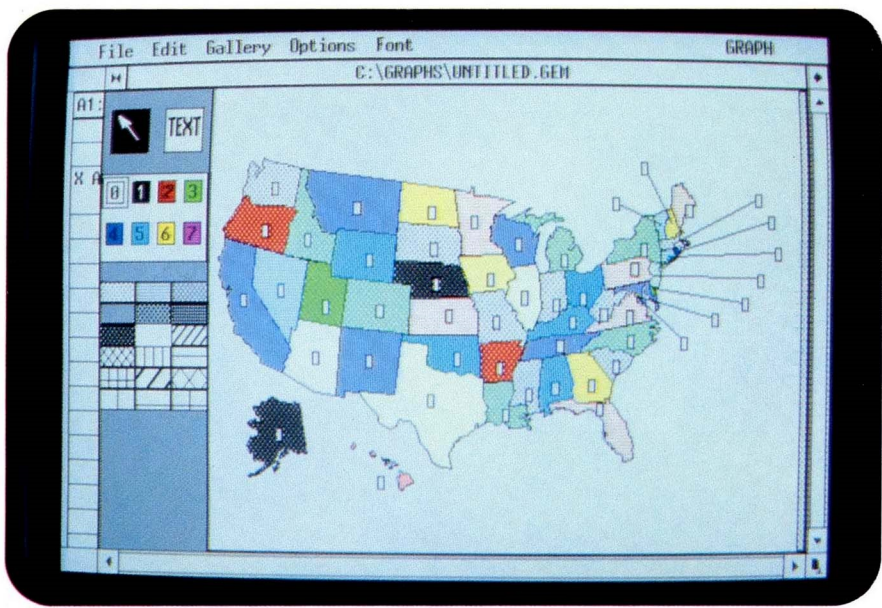 File Edit Gallery Options Font GRAPH
C:\GRAPHS\UNTITLED.GEM
A1:
TEXT
X A
0 1 2 3
4 5 6 7